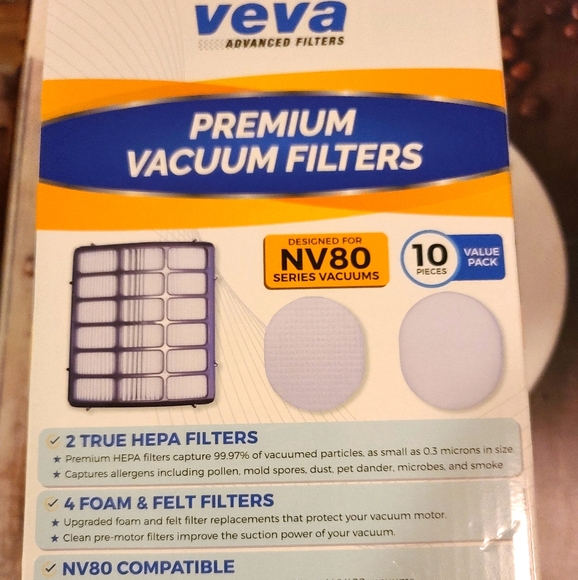 veva
ADVANCED FILTERS
PREMIUM
VACUUM FILTERS
DESIGNED FOR
NV80
SERIES VACUUMS
10
PIECES
VALUE
PACK
2 TRUE HEPA FILTERS
★ Premium HEPA filters capture 99.97% of vacuumed particles, as small as 0.3 microns in size.
★ Captures allergens including pollen, mold spores, dust, pet dander, microbes, and smoke
4 FOAM & FELT FILTERS
★ Upgraded foam and felt filter replacements that protect your vacuum motor.
★ Clean pre-motor filters improve the suction power of your vacuum.
NV80 COMPATIBLE